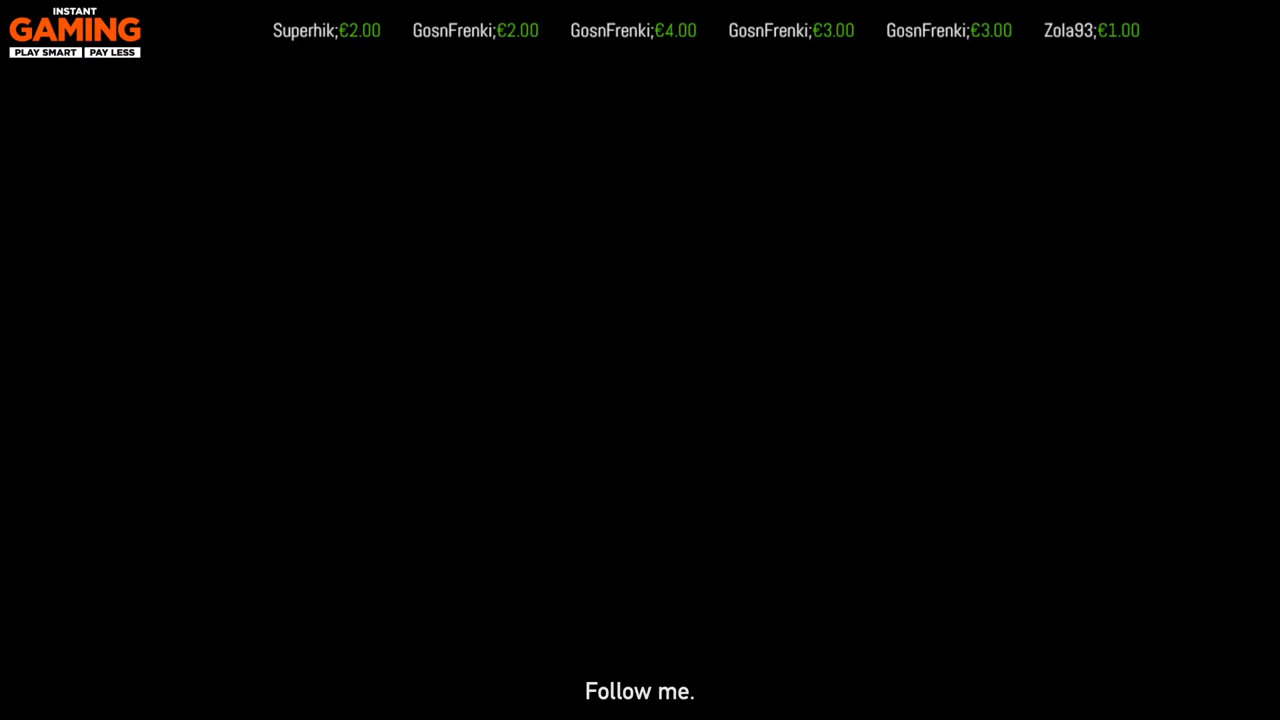 INSTANT
GAMING
PLAY SMART PAY LESS
Superhik;€2.00 GosnFrenki;€2.00 GosnFrenki;€4.00 GosnFrenki;€3.00 GosnFrenki;€3.00 Zola93;€1.00
Follow me.